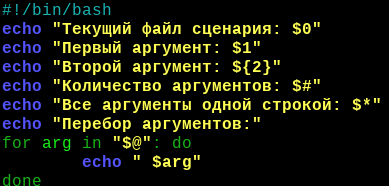 #!/bin/bash
echo "Текущий файл сценария: $0"
echo "Первый аргумент: $1"
echo "Второй аргумент: ${2}"
echo "Количество аргументов: $#"
echo "Все аргументы одной строкой: $*"
echo "Перебор аргументов:"
for arg in "$@": do
        echo " $arg"
done